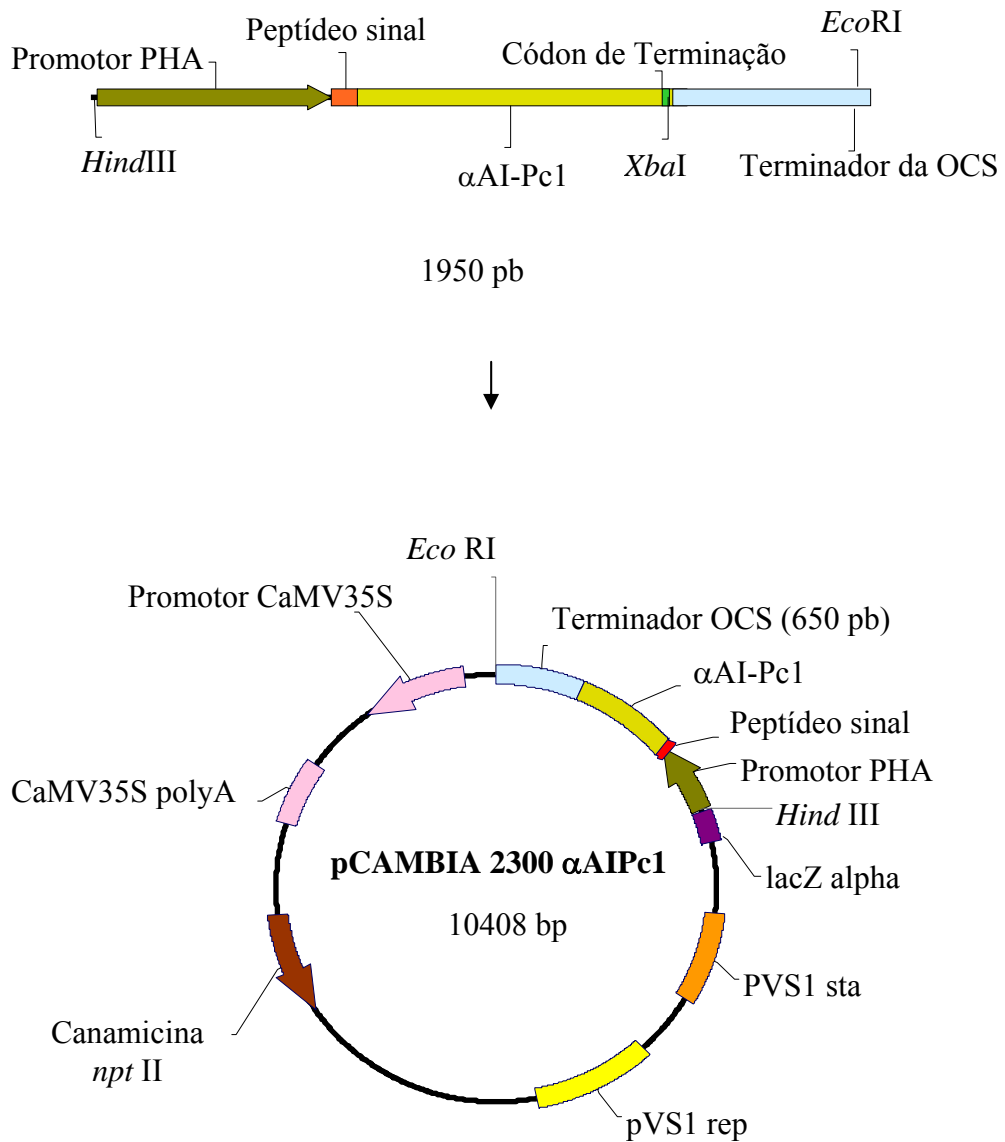 EcoRI
Peptídeo sinal
Promotor PHA
Códon de Terminação
HindIII
αAI-Pc1
XbaI
Terminador da OCS
1950 pb
Eco RI
Promotor CaMV35S
Terminador OCS (650 pb)
αAI-Pc1
Peptídeo sinal
Promotor PHA
CaMV35S polyA
Hind III
pCAMBIA 2300 αAIPc1
lacZ alpha
10408 bp
PVS1 sta
Canamicina
npt II
pVS1 rep